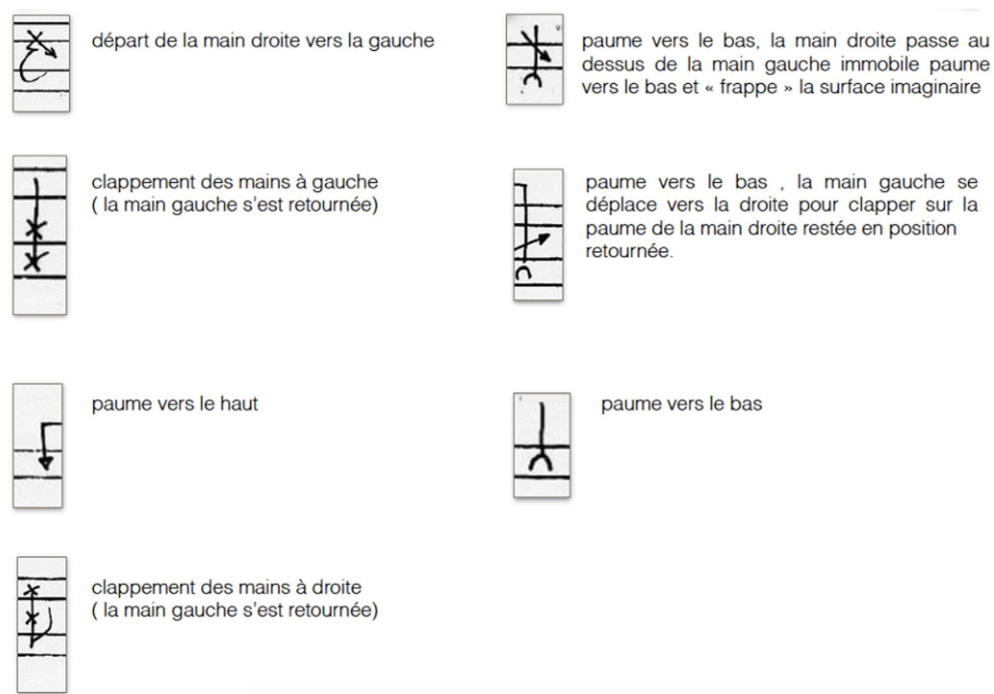 départ de la main droite vers la gauche
paume vers le bas, la main droite passe au
dessus de la main gauche immobile paume
vers le bas et « frappe » la surface imaginaire
clappement des mains à gauche
( la main gauche s'est retournée)
paume vers le bas , la main gauche se
déplace vers la droite pour clapper sur la
paume de la main droite restée en position
retournée.
paume vers le haut
paume vers le bas
clappement des mains à droite
( la main gauche s'est retournée)